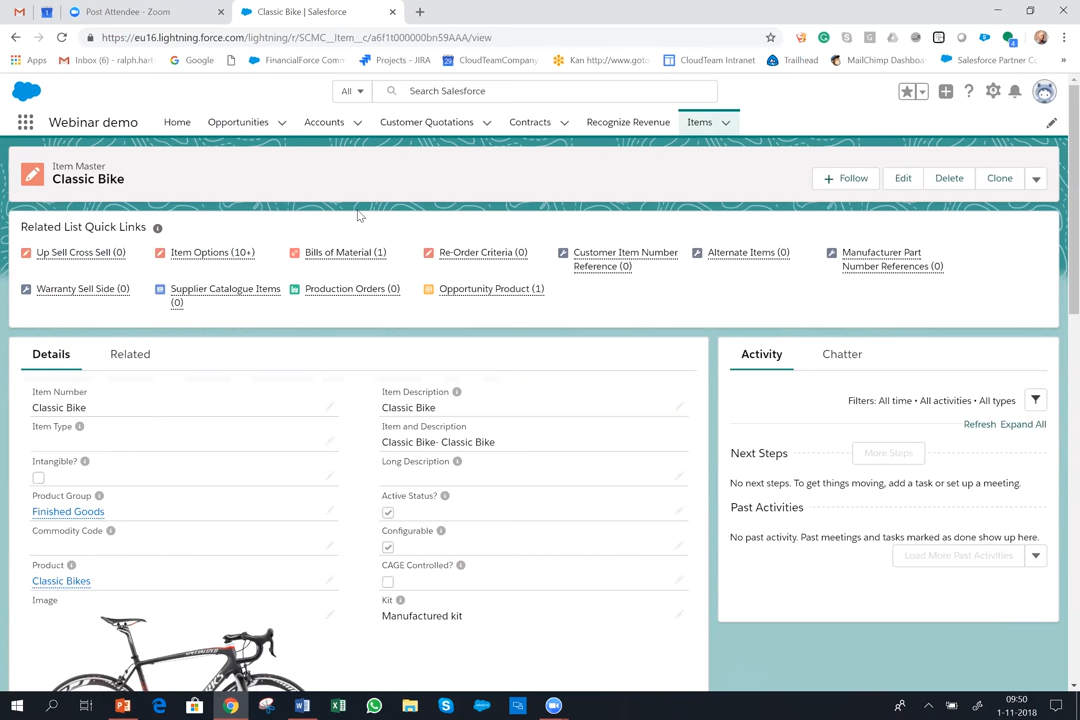 Post Attendee - Zoom
Classic Bike | Salesforce
https://eu16.lightning.force.com/lightning/r/SCMC__Item__c/a6f1t000000bn59AAA/view
Apps
Inbox (6) - ralph.hart
Google
FinancialForce Comm
Projects - JIRA
CloudTeamCompany
Kan http://www.goto
CloudTeam Intranet
Trailhead
MailChimp Dashboa
Salesforce Partner Co
All
Search Salesforce
Webinar demo
Home
Opportunities
Accounts
Customer Quotations
Contracts
Recognize Revenue
Items
Item Master
Classic Bike
Follow
Edit
Delete
Clone
Related List Quick Links
Up Sell Cross Sell (0)
Item Options (10+)
Bills of Material (1)
Re-Order Criteria (0)
Customer Item Number
Reference (0)
Alternate Items (0)
Manufacturer Part
Number References (0)
Warranty Sell Side (0)
Supplier Catalogue Items
(0)
Production Orders (0)
Opportunity Product (1)
Details
Related
Item Number
Classic Bike
Item Description
Classic Bike
Item Type
Item and Description
Classic Bike- Classic Bike
Intangible?
Long Description
Product Group
Finished Goods
Active Status?
Commodity Code
Configurable
Product
Classic Bikes
CAGE Controlled?
Image
Kit
Manufactured kit
SPECIALIZED
Activity
Chatter
Filters: All time • All activities • All types
Refresh
Expand All
Next Steps
More Steps
No next steps. To get things moving, add a task or set up a meeting.
Past Activities
No past activity. Past meetings and tasks marked as done show up here.
Load More Past Activities
09:50
1-11-2018